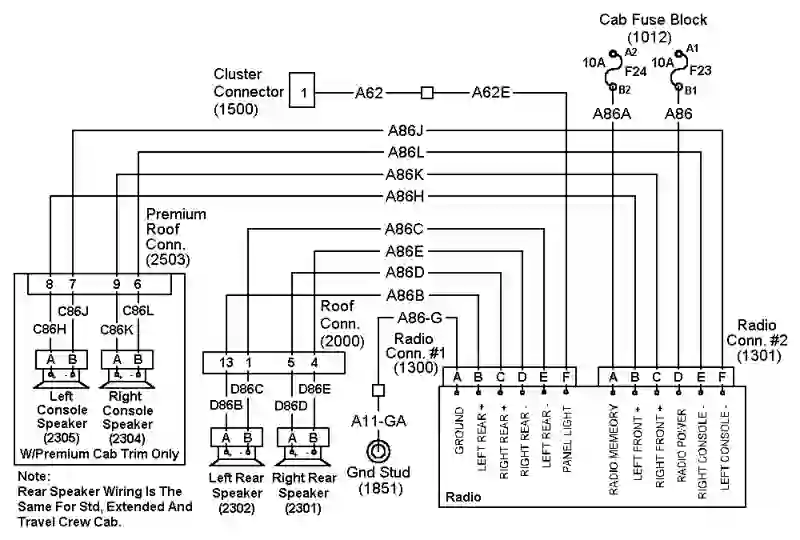 Cab Fuse Block
(1012)
A2
10A
F24
B2
A1
10A
F23
B1
Cluster
Connector
(1500)
1
A62
A62E
A86A
A86
A86J
A86L
A86K
A86H
A86C
A86E
A86D
A86B
A86-G
Premium
Roof
Conn.
(2503)
8 7 9 6
C86H
C86J
C86K
C86L
A B
- +
A B
- +
Left
Console
Speaker
(2305)
Right
Console
Speaker
(2304)
W/Premium Cab Trim Only
Roof
Conn.
(2000)
13 1 5 4
D86B
D86C
D86D
D86E
A B
- -
A B
+ -
Left Rear
Speaker
(2302)
Right Rear
Speaker
(2301)
A11-GA
Gnd Stud
(1851)
Radio
Conn. #1
(1300)
A B C D E F
GROUND
LEFT REAR +
RIGHT REAR +
RIGHT REAR -
LEFT REAR -
PANEL LIGHT
Radio
Conn. #2
(1301)
A B C D E F
RADIO MEMEORY
LEFT FRONT +
RIGHT FRONT +
RADIO POWER
RIGHT CONSOLE -
LEFT CONSOLE -
Radio
Note:
Rear Speaker Wiring Is The
Same For Std, Extended And
Travel Crew Cab.